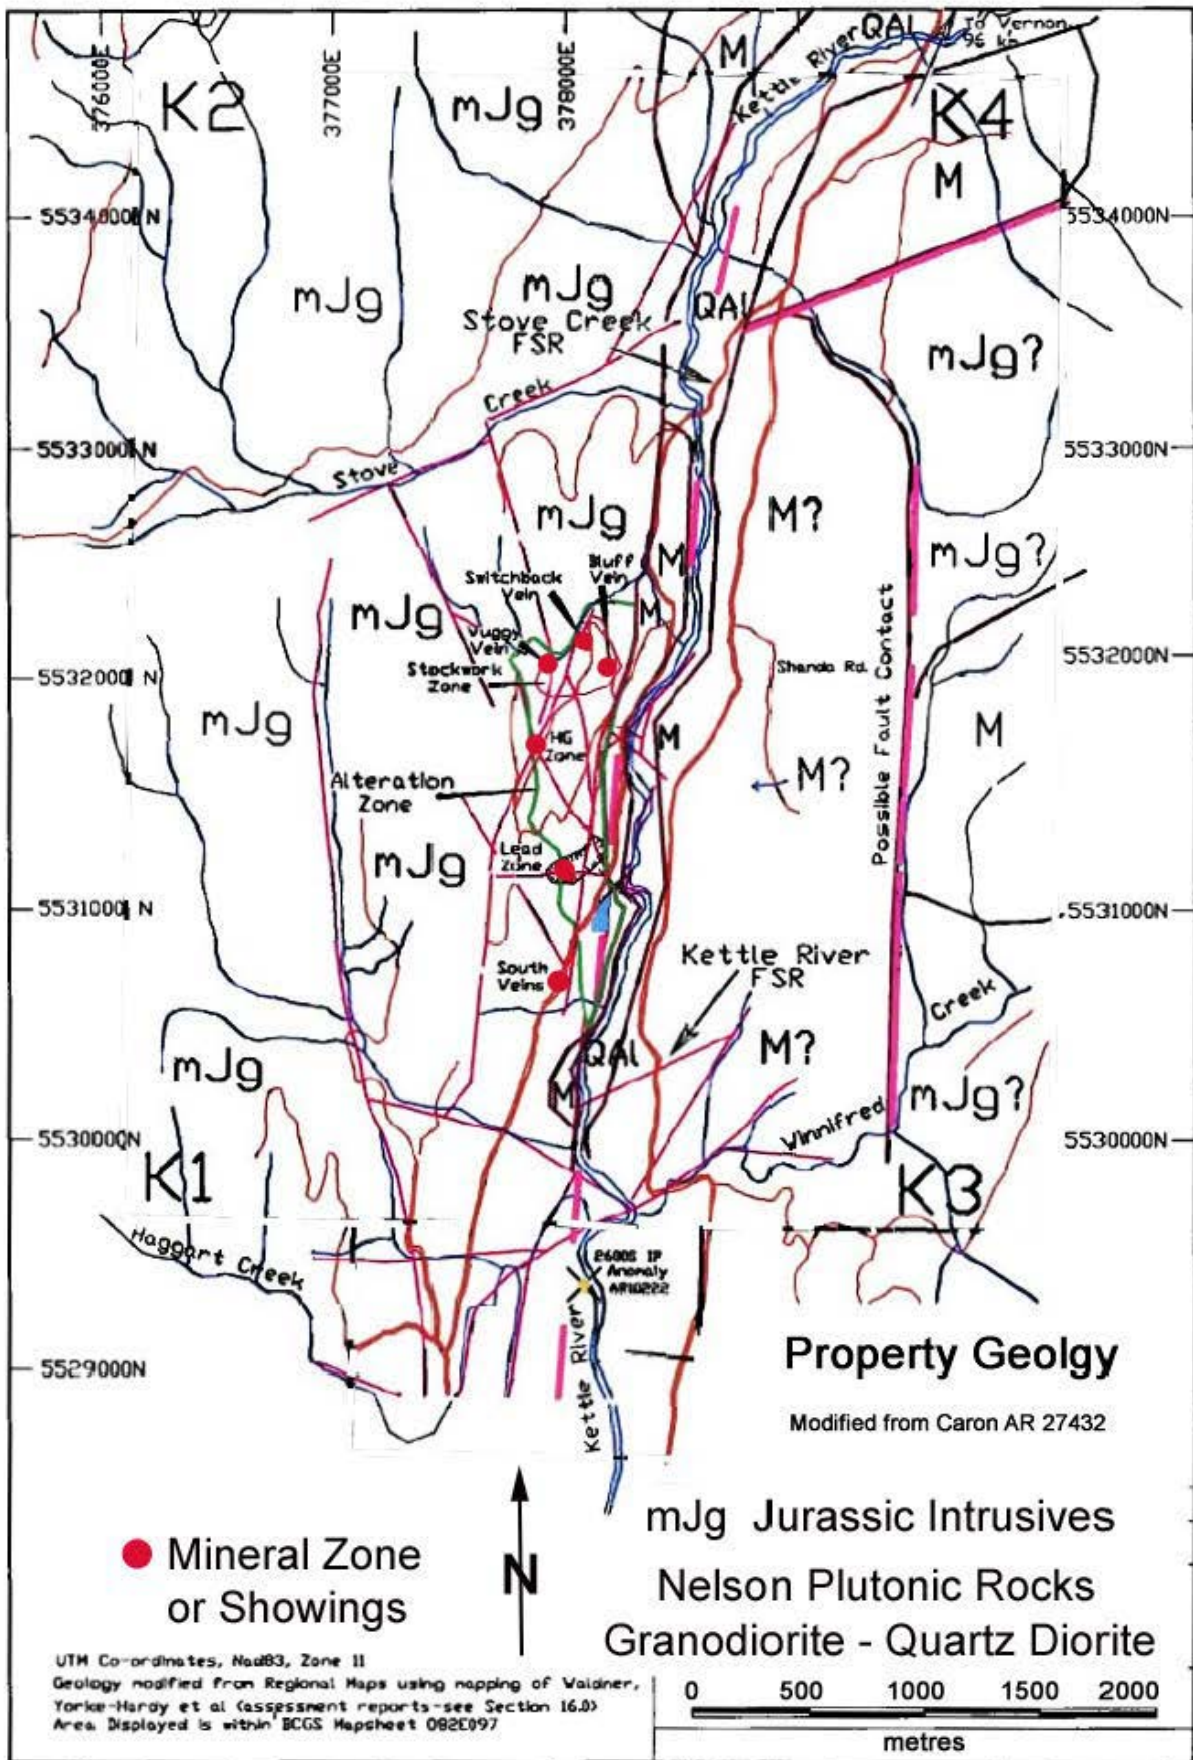 376000E
377000E
378000E
K2
mJg
M
Kettle River
QAL
To Vernon
96 km
K4
M
5534000 N
5534000N
mJg
mJg
QAL
Stove Creek
FSR
mJg?
Creek
5533000 N
5533000N
Stove
mJg
M?
mJg?
Switchback
Vein
Bluff
Vein
M
M
mJg
Vuggy
Vein
Stockwork
Zone
Possible Fault Contact
5532000 N
5532000N
mJg
M
M
HG
Zone
Alteration
Zone
M?
mJg
Lead
Zone
5531000 N
5531000N
South
Veins
Kettle River
FSR
Creek
QAL
M?
mJg
M
mJg?
Winnifred
5530000N
5530000N
K1
K3
Haggart Creek
2600S IP
Anomaly
AR10222
Kettle River
5529000N
Property Geolgy
Modified from Caron AR 27432
mJg Jurassic Intrusives
Nelson Plutonic Rocks
Granodiorite - Quartz Diorite
Mineral Zone
or Showings
N
UTM Co-ordinates, Nad83, Zone 11
Geology modified from Regional Maps using mapping of Waldner,
Yorke-Hardy et al (assessment reports-see Section 16.0)
Area Displayed is within BCGS Mapsheet 082E097
0 500 1000 1500 2000
metres